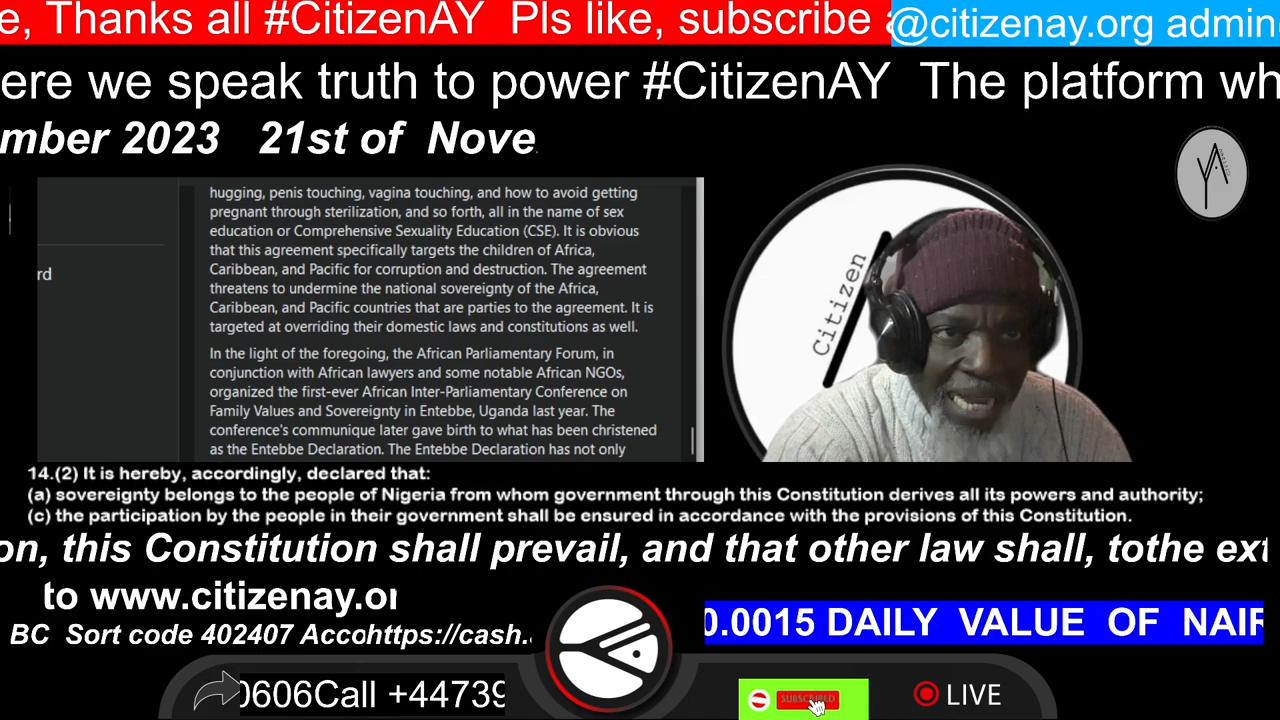 e, Thanks all #CitizenAY Pls like, subscribe a
@citizenay.org admin
ere we speak truth to power #CitizenAY The platform wh
mber 2023 21st of Nove
hugging, penis touching, vagina touching, and how to avoid getting
pregnant through sterilization, and so forth, all in the name of sex
education or Comprehensive Sexuality Education (CSE). It is obvious
that this agreement specifically targets the children of Africa,
Caribbean, and Pacific for corruption and destruction. The agreement
threatens to undermine the national sovereignty of the Africa,
Caribbean, and Pacific countries that are parties to the agreement. It is
targeted at overriding their domestic laws and constitutions as well.
In the light of the foregoing, the African Parliamentary Forum, in
conjunction with African lawyers and some notable African NGOs,
organized the first-ever African Inter-Parliamentary Conference on
Family Values and Sovereignty in Entebbe, Uganda last year. The
conference's communique later gave birth to what has been christened
as the Entebbe Declaration. The Entebbe Declaration has not only
rd
Citizen
14.(2) It is hereby, accordingly, declared that:
(a) sovereignty belongs to the people of Nigeria from whom government through this Constitution derives all its powers and authority;
(c) the participation by the people in their government shall be ensured in accordance with the provisions of this Constitution.
on, this Constitution shall prevail, and that other law shall, tothe ext
to www.citizenay.or
BC Sort code 402407 Accohttps://cash.
0.0015 DAILY VALUE OF NAIR
0606Call +44739
SUBSCRIBED
LIVE